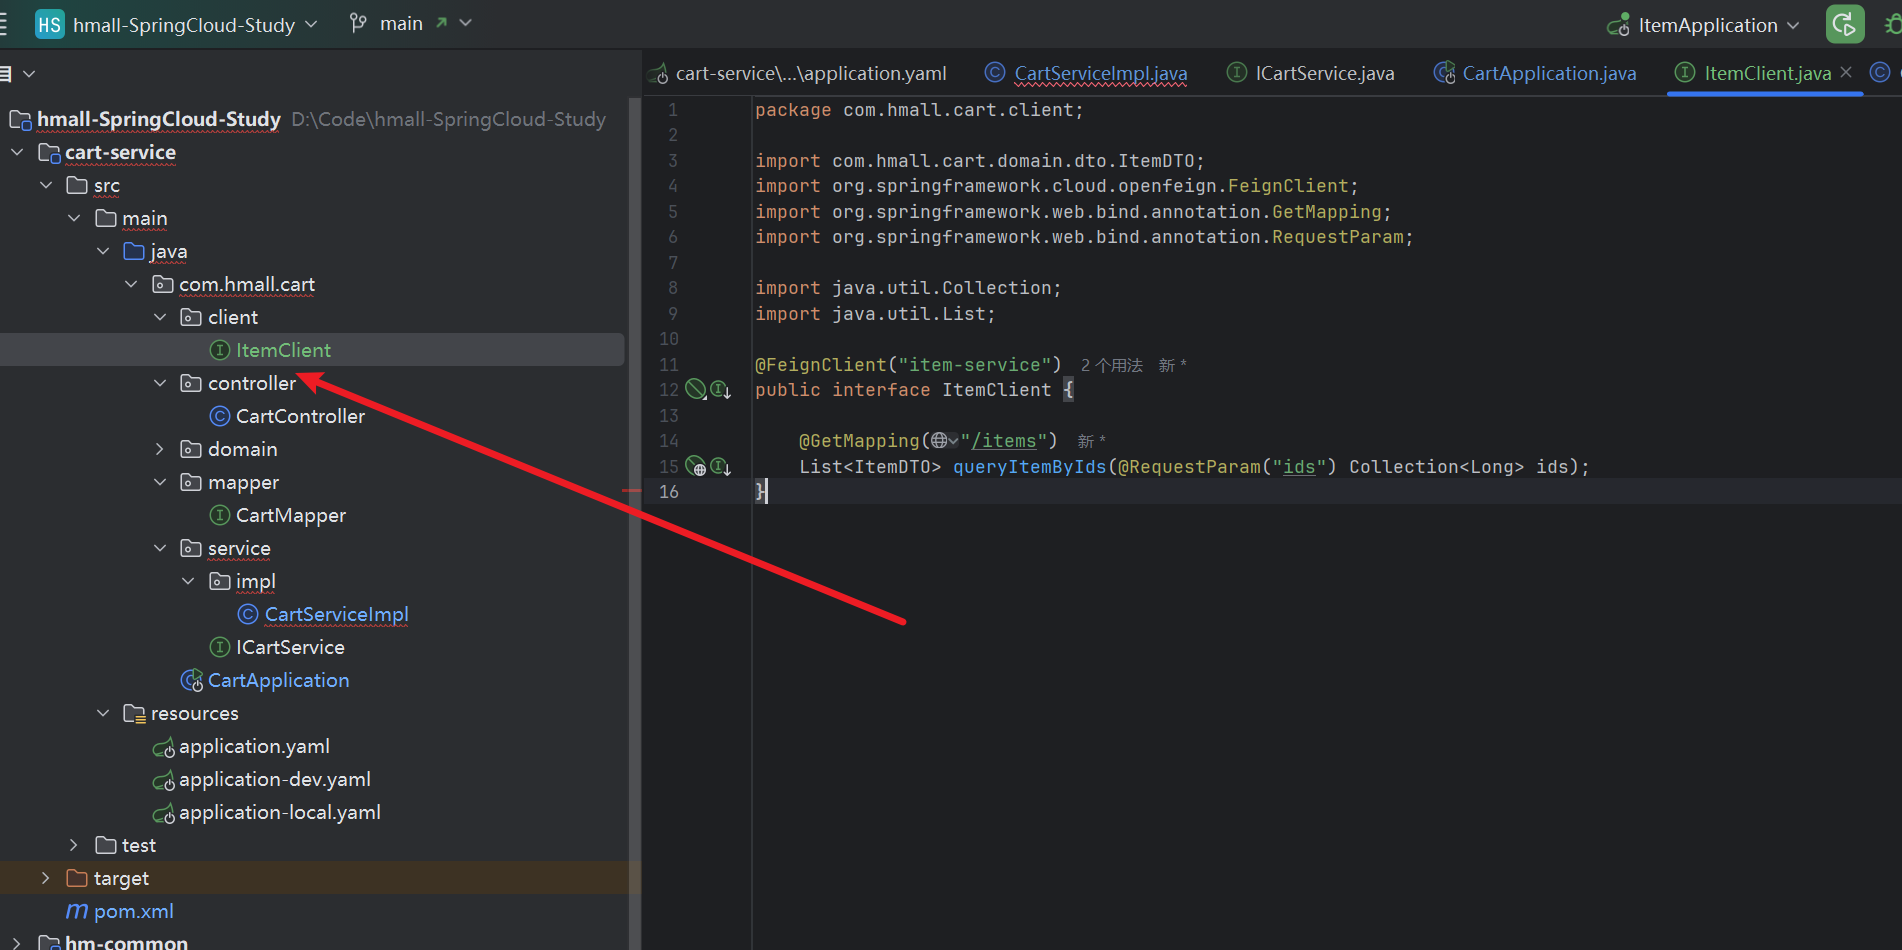 HS hmall-SpringCloud-Study main ItemApplication
cart-service\...\application.yaml CartServiceImpl.java ICartService.java CartApplication.java ItemClient.java
hmall-SpringCloud-Study D:\Code\hmall-SpringCloud-Study
cart-service
src
main
java
com.hmall.cart
client
ItemClient
controller
CartController
domain
mapper
CartMapper
service
impl
CartServiceImpl
ICartService
CartApplication
resources
application.yaml
application-dev.yaml
application-local.yaml
test
target
pom.xml
hm-common
1 package com.hmall.cart.client;
2
3 import com.hmall.cart.domain.dto.ItemDTO;
4 import org.springframework.cloud.openfeign.FeignClient;
5 import org.springframework.web.bind.annotation.GetMapping;
6 import org.springframework.web.bind.annotation.RequestParam;
7
8 import java.util.Collection;
9 import java.util.List;
10
11 @FeignClient("item-service") 2 个用法 新 *
12 public interface ItemClient {
13
14 @GetMapping("/items") 新 *
15 List<ItemDTO> queryItemByIds(@RequestParam("ids") Collection<Long> ids);
16 }